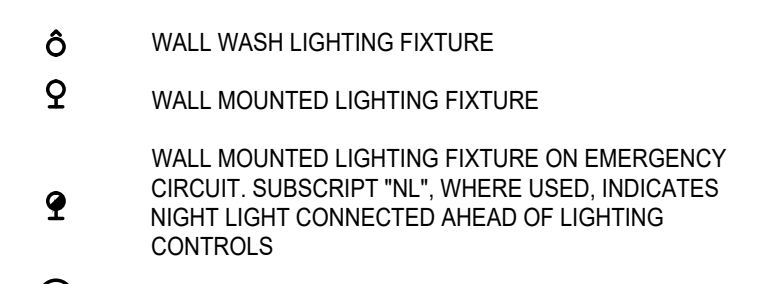 WALL WASH LIGHTING FIXTURE
WALL MOUNTED LIGHTING FIXTURE
WALL MOUNTED LIGHTING FIXTURE ON EMERGENCY
CIRCUIT. SUBSCRIPT "NL", WHERE USED, INDICATES
NIGHT LIGHT CONNECTED AHEAD OF LIGHTING
CONTROLS